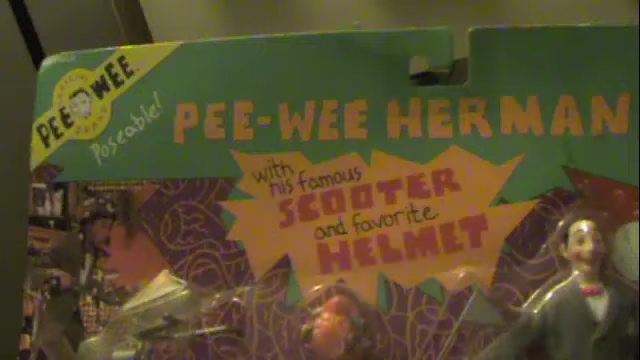 PEE WEE
Poseable!
PEE-WEE HERMAN
with
his famous
SCOOTER
and favorite
HELMET